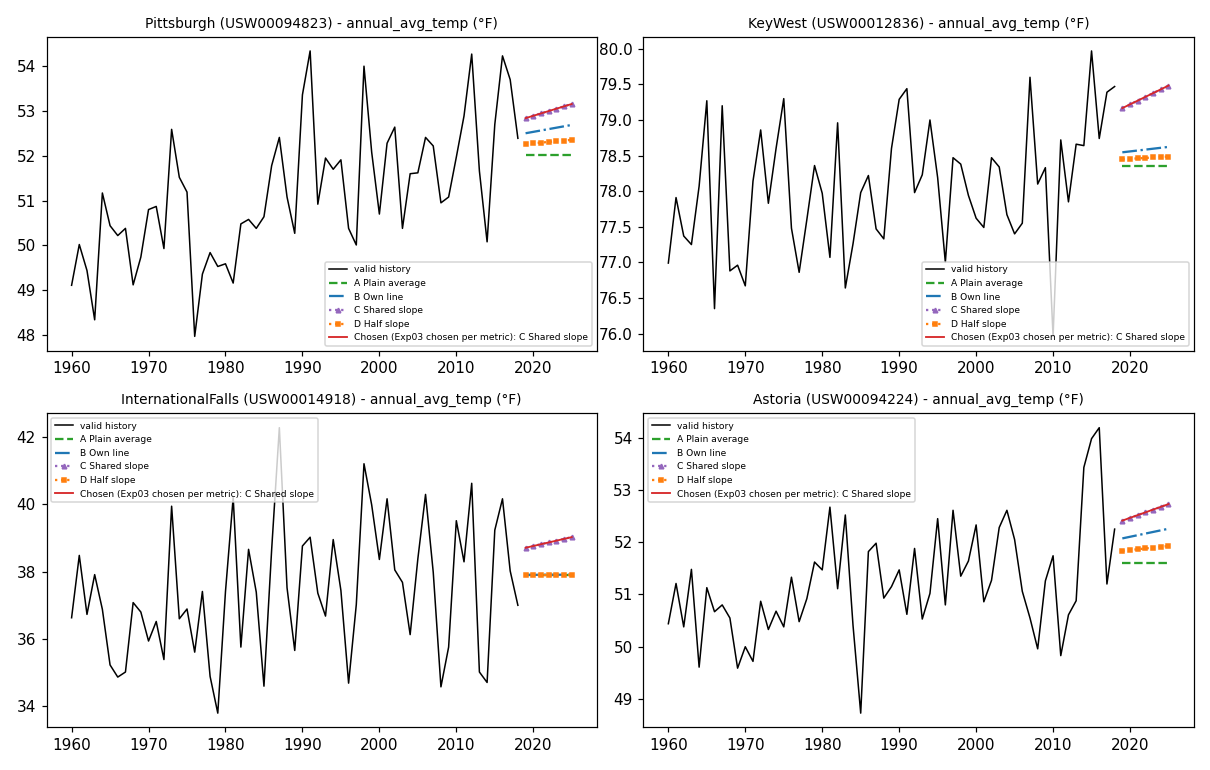 Pittsburgh (USW00094823) - annual_avg_temp (°F)
54
53
52
51
50
49
48
valid history
A Plain average
B Own line
C Shared slope
D Half slope
Chosen (Exp03 chosen per metric): C Shared slope
1960 1970 1980 1990 2000 2010 2020
KeyWest (USW00012836) - annual_avg_temp (°F)
80.0
79.5
79.0
78.5
78.0
77.5
77.0
76.5
76.0
valid history
A Plain average
B Own line
C Shared slope
D Half slope
Chosen (Exp03 chosen per metric): C Shared slope
1960 1970 1980 1990 2000 2010 2020
InternationalFalls (USW00014918) - annual_avg_temp (°F)
42
40
38
36
34
valid history
A Plain average
B Own line
C Shared slope
D Half slope
Chosen (Exp03 chosen per metric): C Shared slope
1960 1970 1980 1990 2000 2010 2020
Astoria (USW00094224) - annual_avg_temp (°F)
54
53
52
51
50
49
valid history
A Plain average
B Own line
C Shared slope
D Half slope
Chosen (Exp03 chosen per metric): C Shared slope
1960 1970 1980 1990 2000 2010 2020